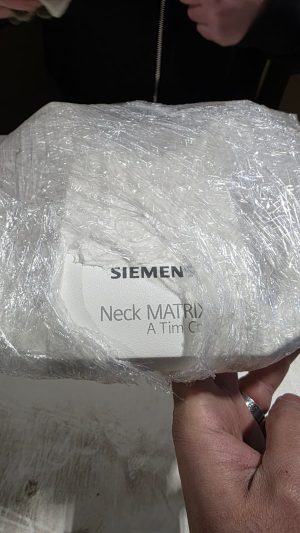 SIEMENS
Neck MATRIX
A Tim C